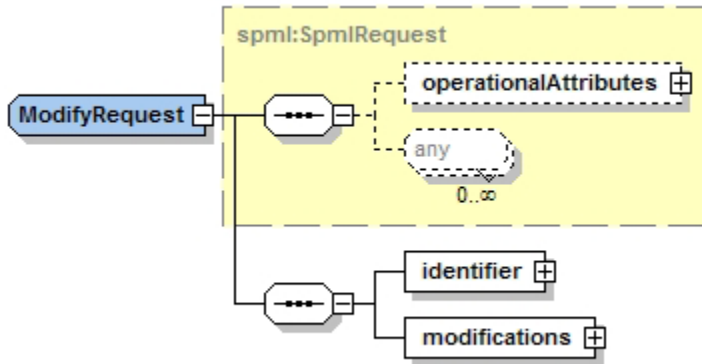 spml:SpmlRequest
operationalAttributes
ModifyRequest
any
0..∞
identifier
modifications